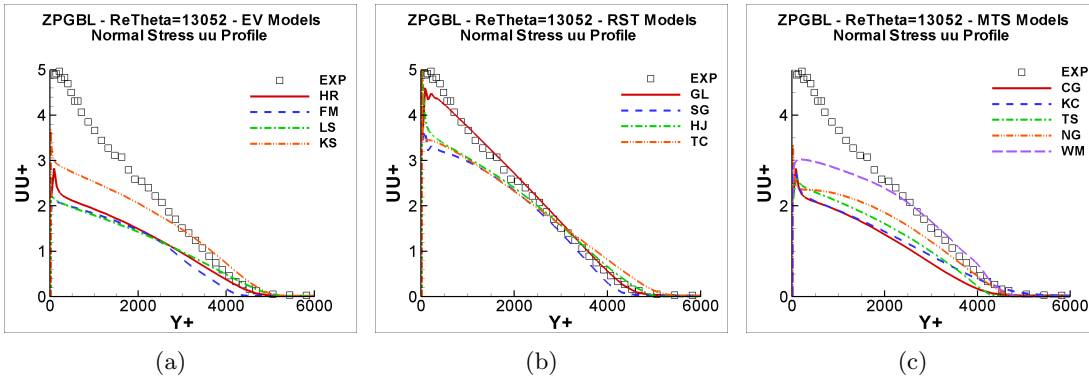 ZPGBL - ReTheta=13052 - EV Models
Normal Stress uu Profile
UU+
5
4
3
2
1
0
0
2000
4000
6000
Y+
EXP
HR
FM
LS
KS
(a)
ZPGBL - ReTheta=13052 - RST Models
Normal Stress uu Profile
UU+
5
4
3
2
1
0
0
2000
4000
6000
Y+
EXP
GL
SG
HJ
TC
(b)
ZPGBL - ReTheta=13052 - MTS Models
Normal Stress uu Profile
UU+
5
4
3
2
1
0
0
2000
4000
6000
Y+
EXP
CG
KC
TS
NG
WM
(c)